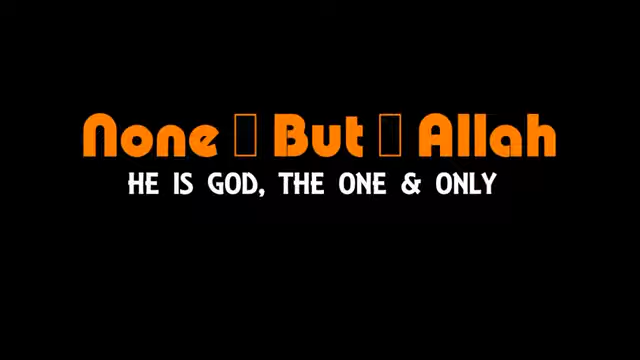 None ▯ But ▯ Allah
HE IS GOD, THE ONE & ONLY